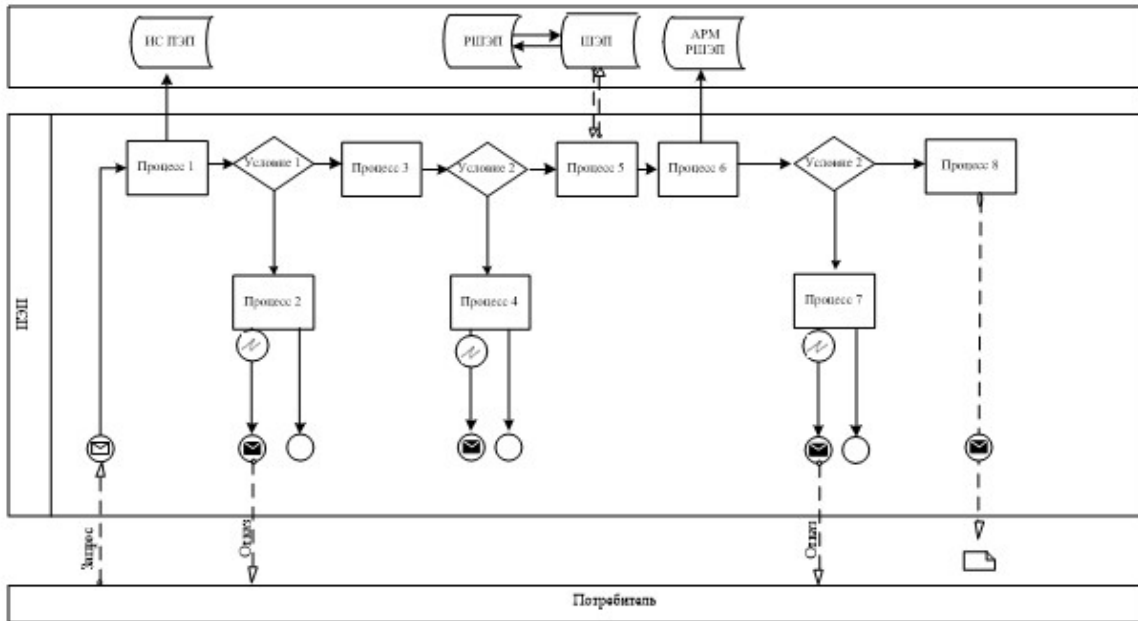 ИС ПЭП
РШЭП
ШЭП
АРМ
РШЭП
Процесс 1
Условие 1
Процесс 3
Условие 2
Процесс 5
Процесс 6
Условие 2
Процесс 8
Процесс 2
Процесс 4
Процесс 7
ПЭП
Запрос
Отказ
Отказ
Потребитель